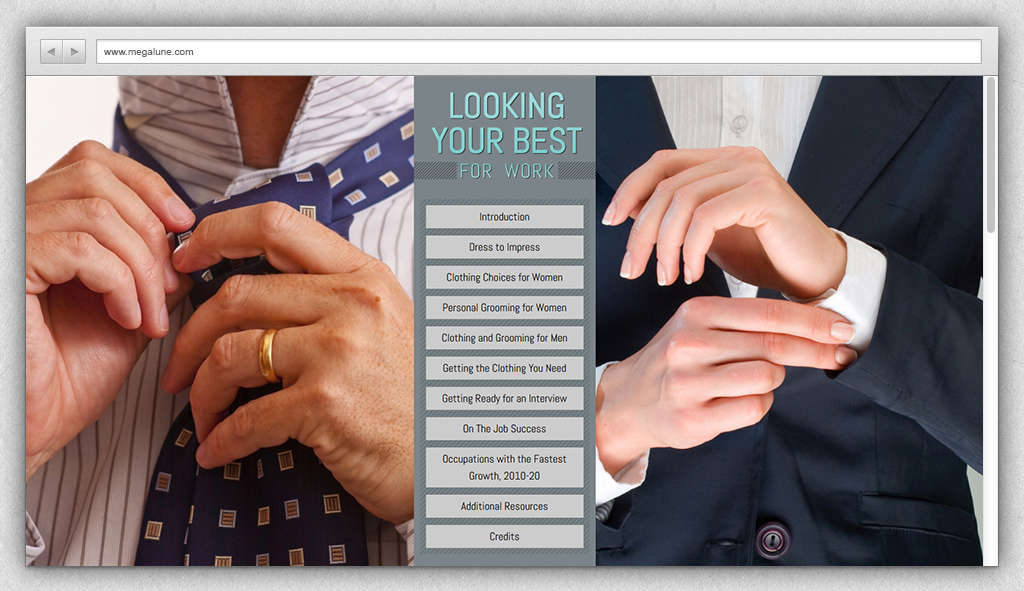 www.megalune.com
LOOKING
YOUR BEST
FOR WORK
Introduction
Dress to Impress
Clothing Choices for Women
Personal Grooming for Women
Clothing and Grooming for Men
Getting the Clothing You Need
Getting Ready for an Interview
On The Job Success
Occupations with the Fastest
Growth, 2010-20
Additional Resources
Credits